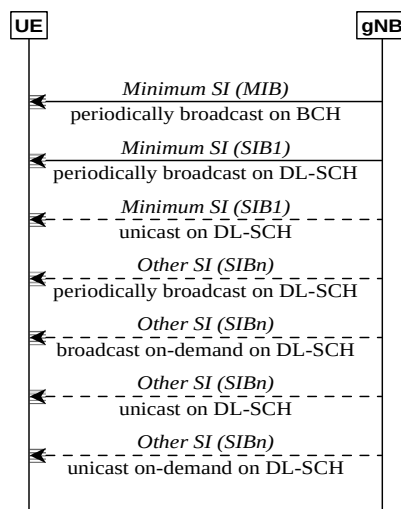 UE
gNB
Minimum SI (MIB)
periodically broadcast on BCH
Minimum SI (SIB1)
periodically broadcast on DL-SCH
Minimum SI (SIB1)
unicast on DL-SCH
Other SI (SIBn)
periodically broadcast on DL-SCH
Other SI (SIBn)
broadcast on-demand on DL-SCH
Other SI (SIBn)
unicast on DL-SCH
Other SI (SIBn)
unicast on-demand on DL-SCH